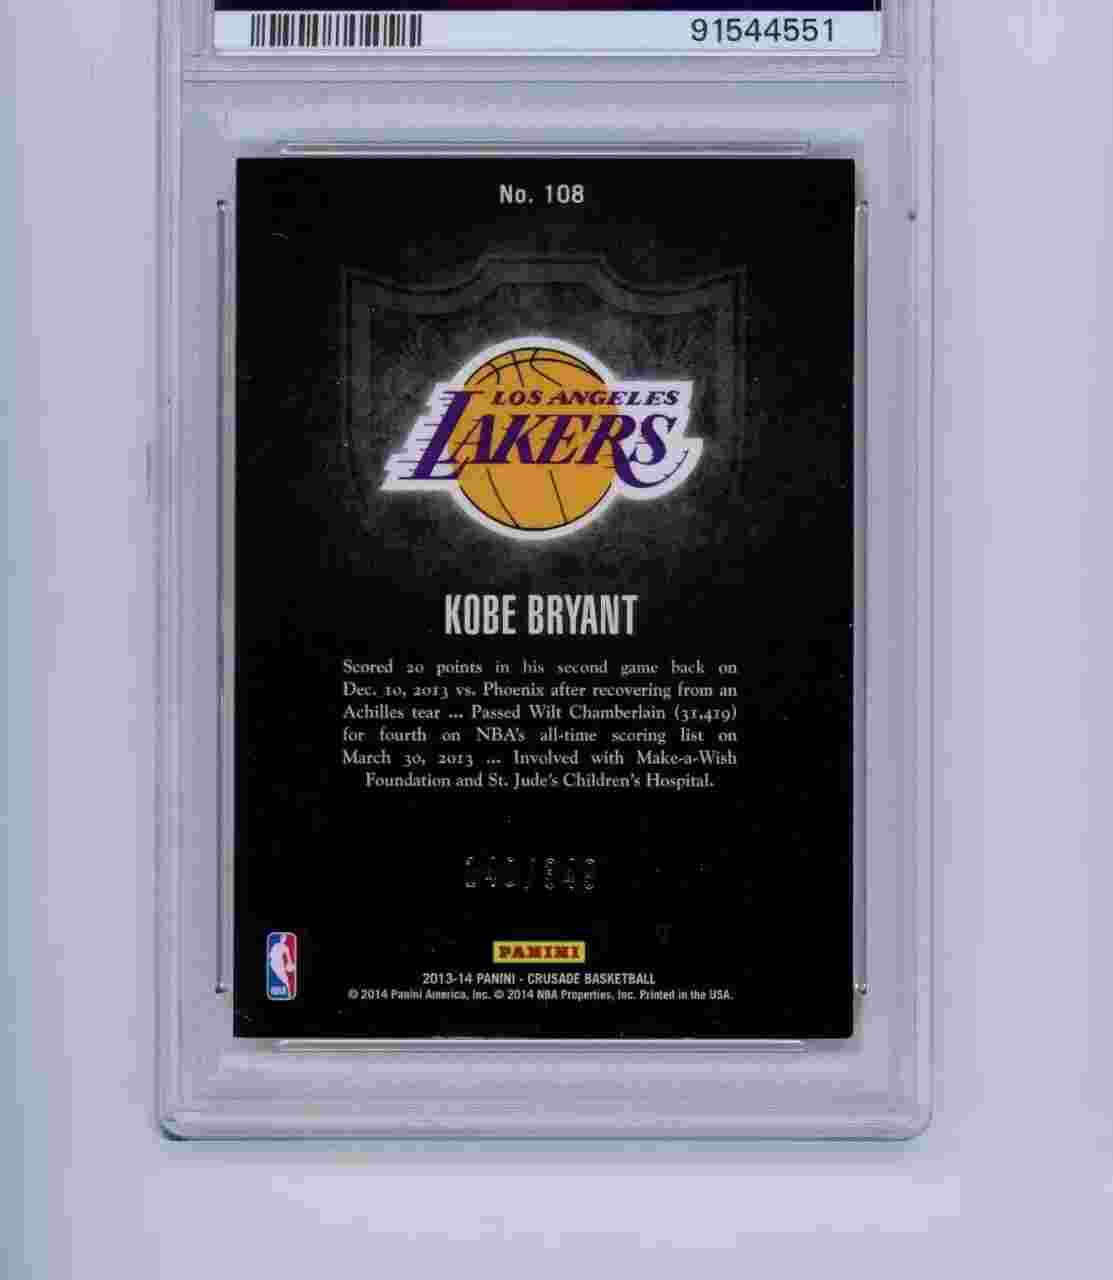 91544551
No. 108
LOS ANGELES
LAKERS
KOBE BRYANT
Scored 20 points in his second game back on
Dec. 10, 2013 vs. Phoenix after recovering from an
Achilles tear ... Passed Wilt Chamberlain (31,419)
for fourth on NBA's all-time scoring list on
March 30, 2013 ... Involved with Make-a-Wish
Foundation and St. Jude's Children's Hospital.
PANINI
2013-14 PANINI - CRUSADE BASKETBALL
© 2014 Panini America, Inc. © 2014 NBA Properties, Inc. Printed in the USA.